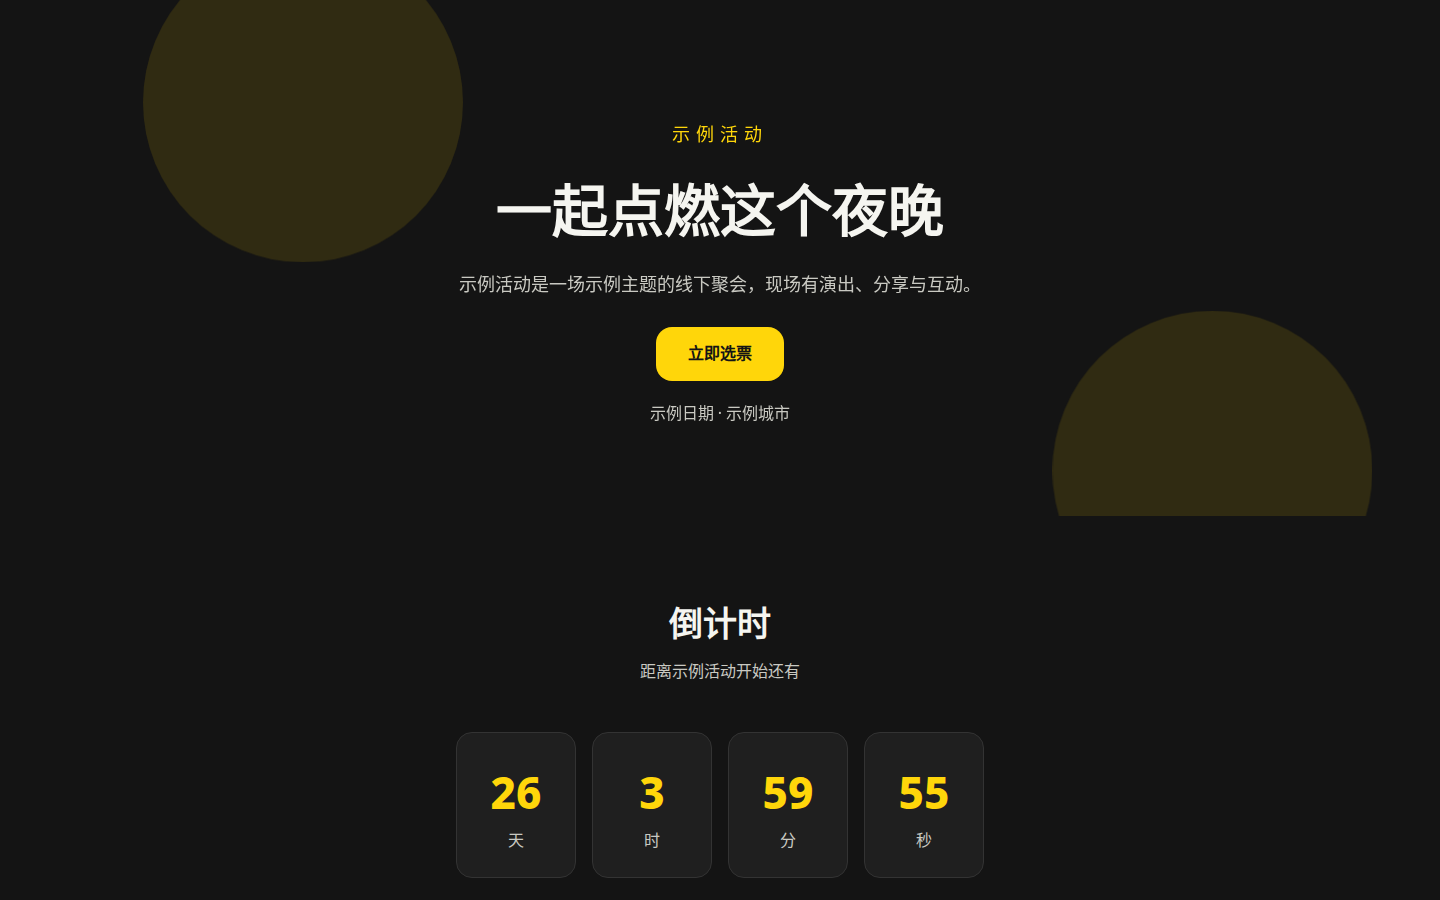 示例活动
一起点燃这个夜晚
示例活动是一场示例主题的线下聚会，现场有演出、分享与互动。
立即选票
示例日期 · 示例城市
倒计时
距离示例活动开始还有
26 3 59 55
天 时 分 秒